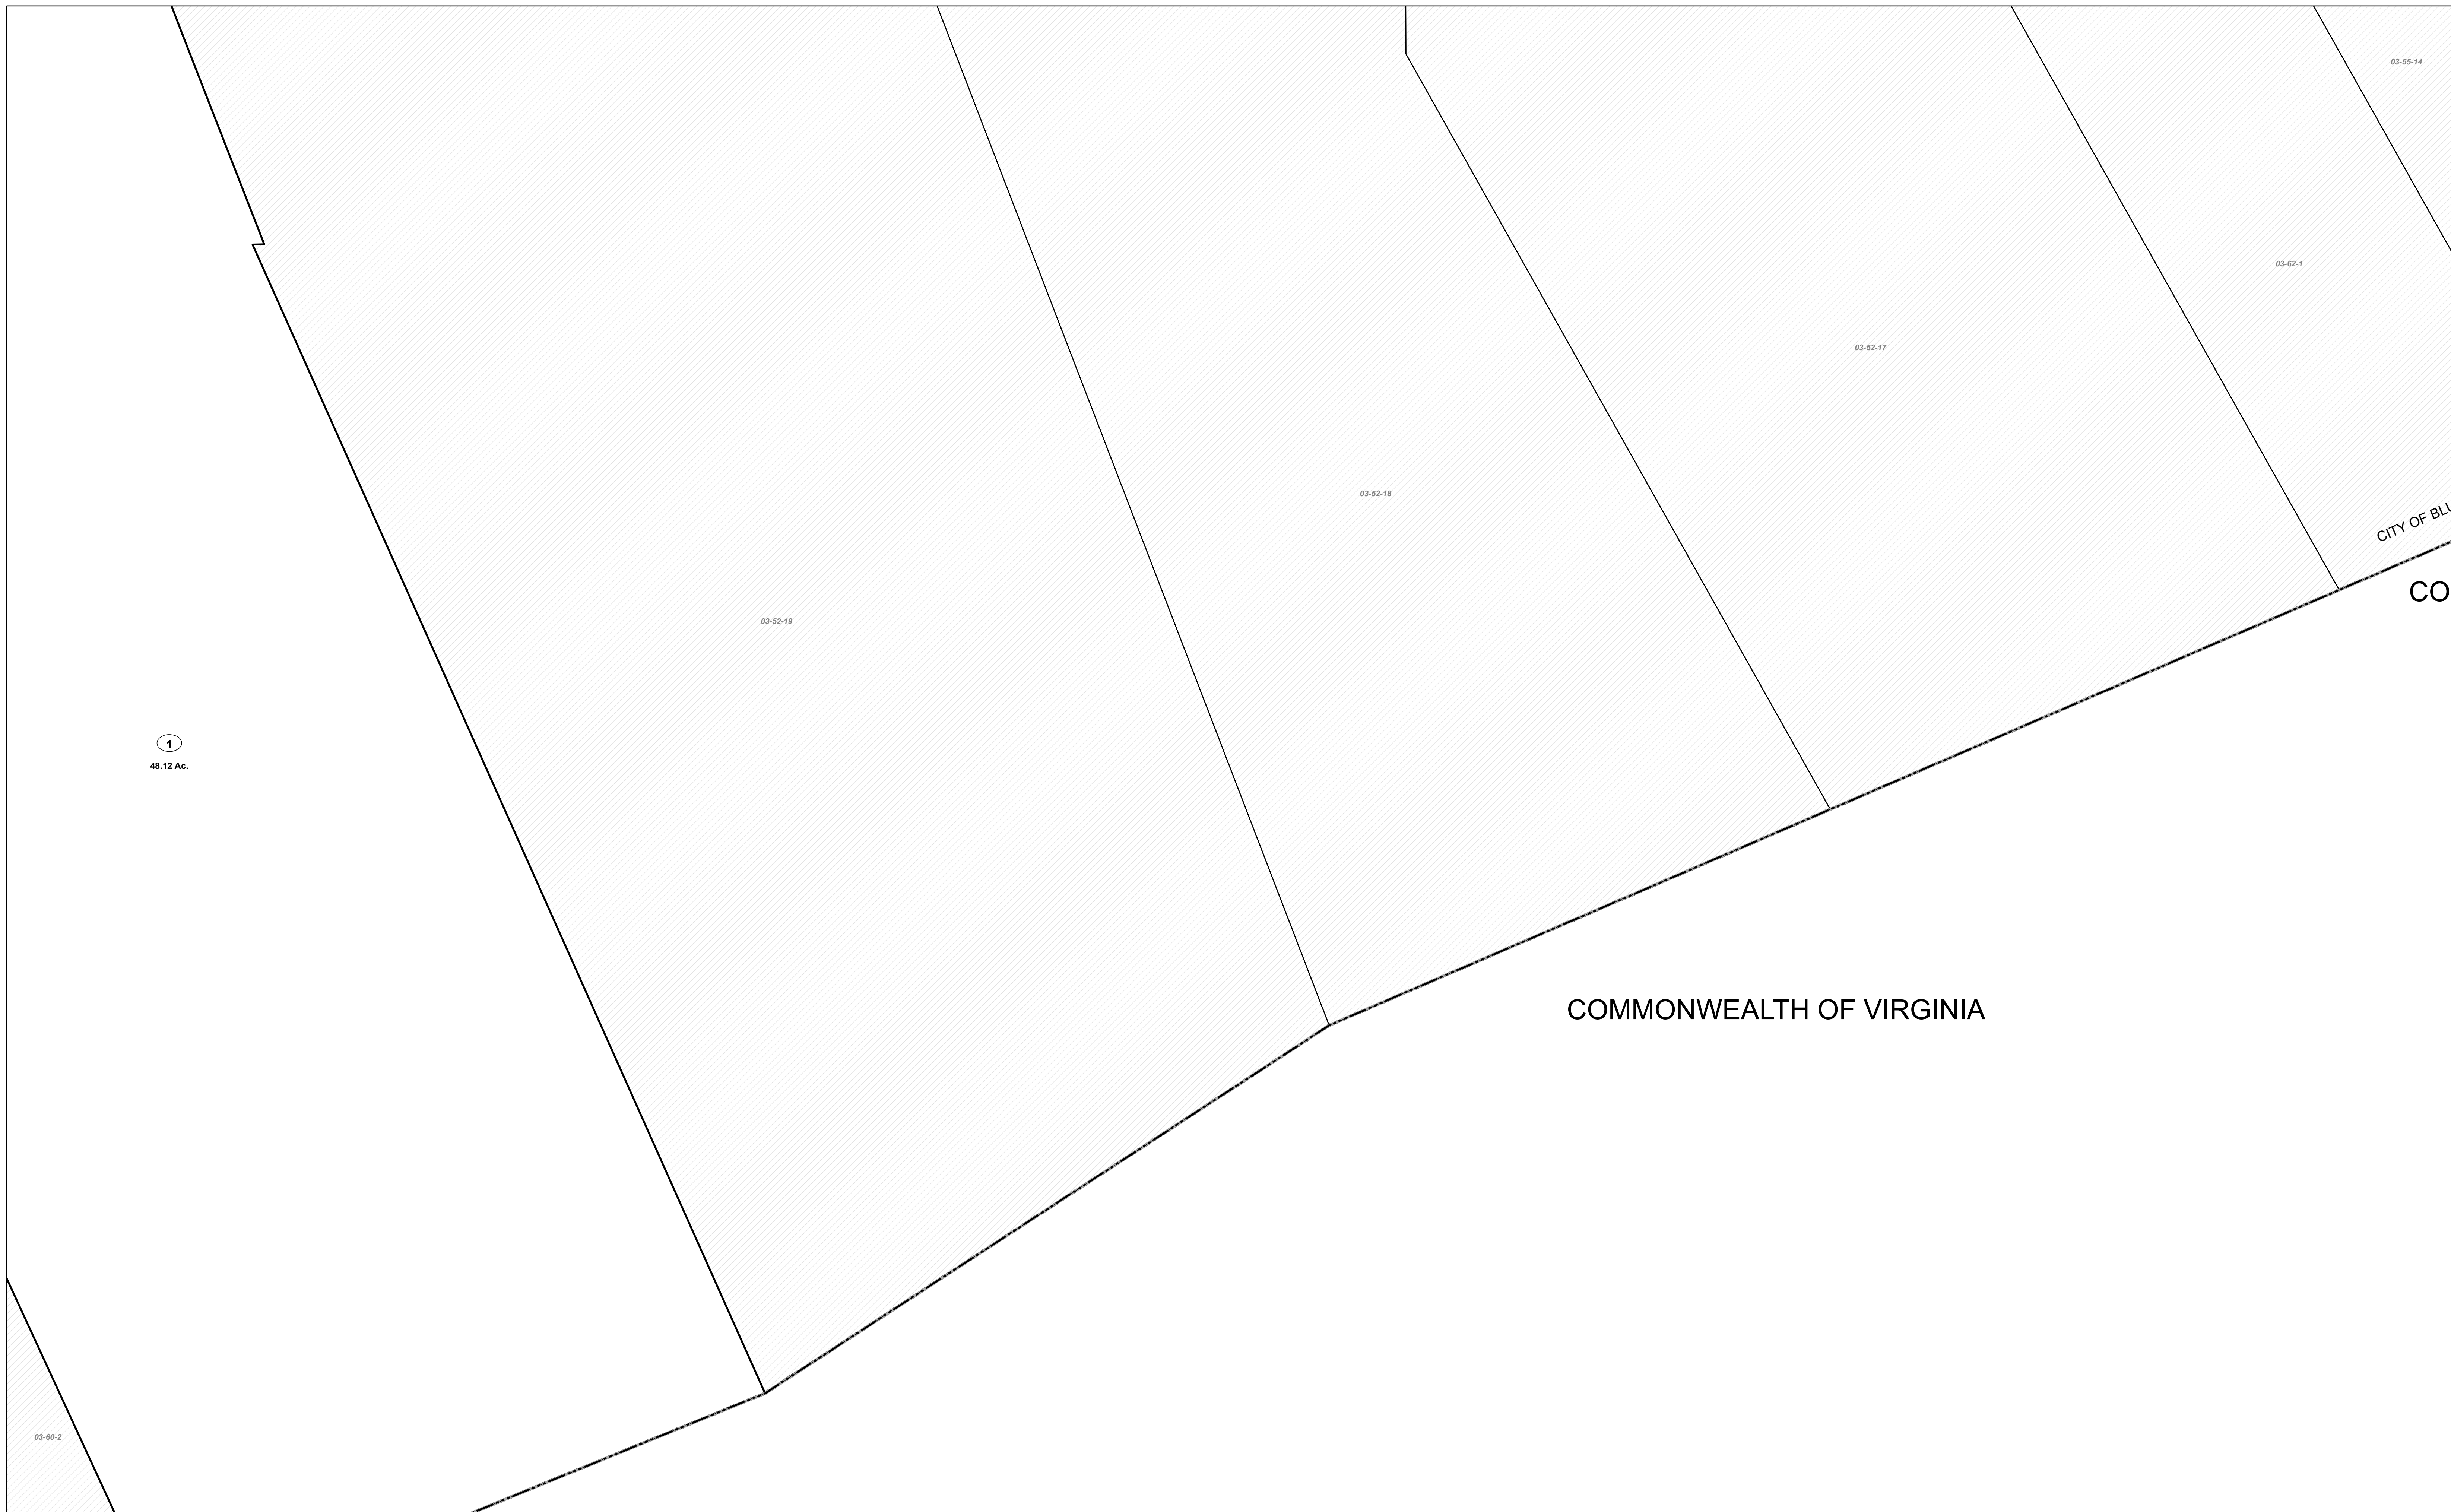 03-55-14
03-62-1
03-52-17
03-52-18
CITY OF BLU
CO
03-52-19
1
48.12 Ac.
COMMONWEALTH OF VIRGINIA
03-60-2